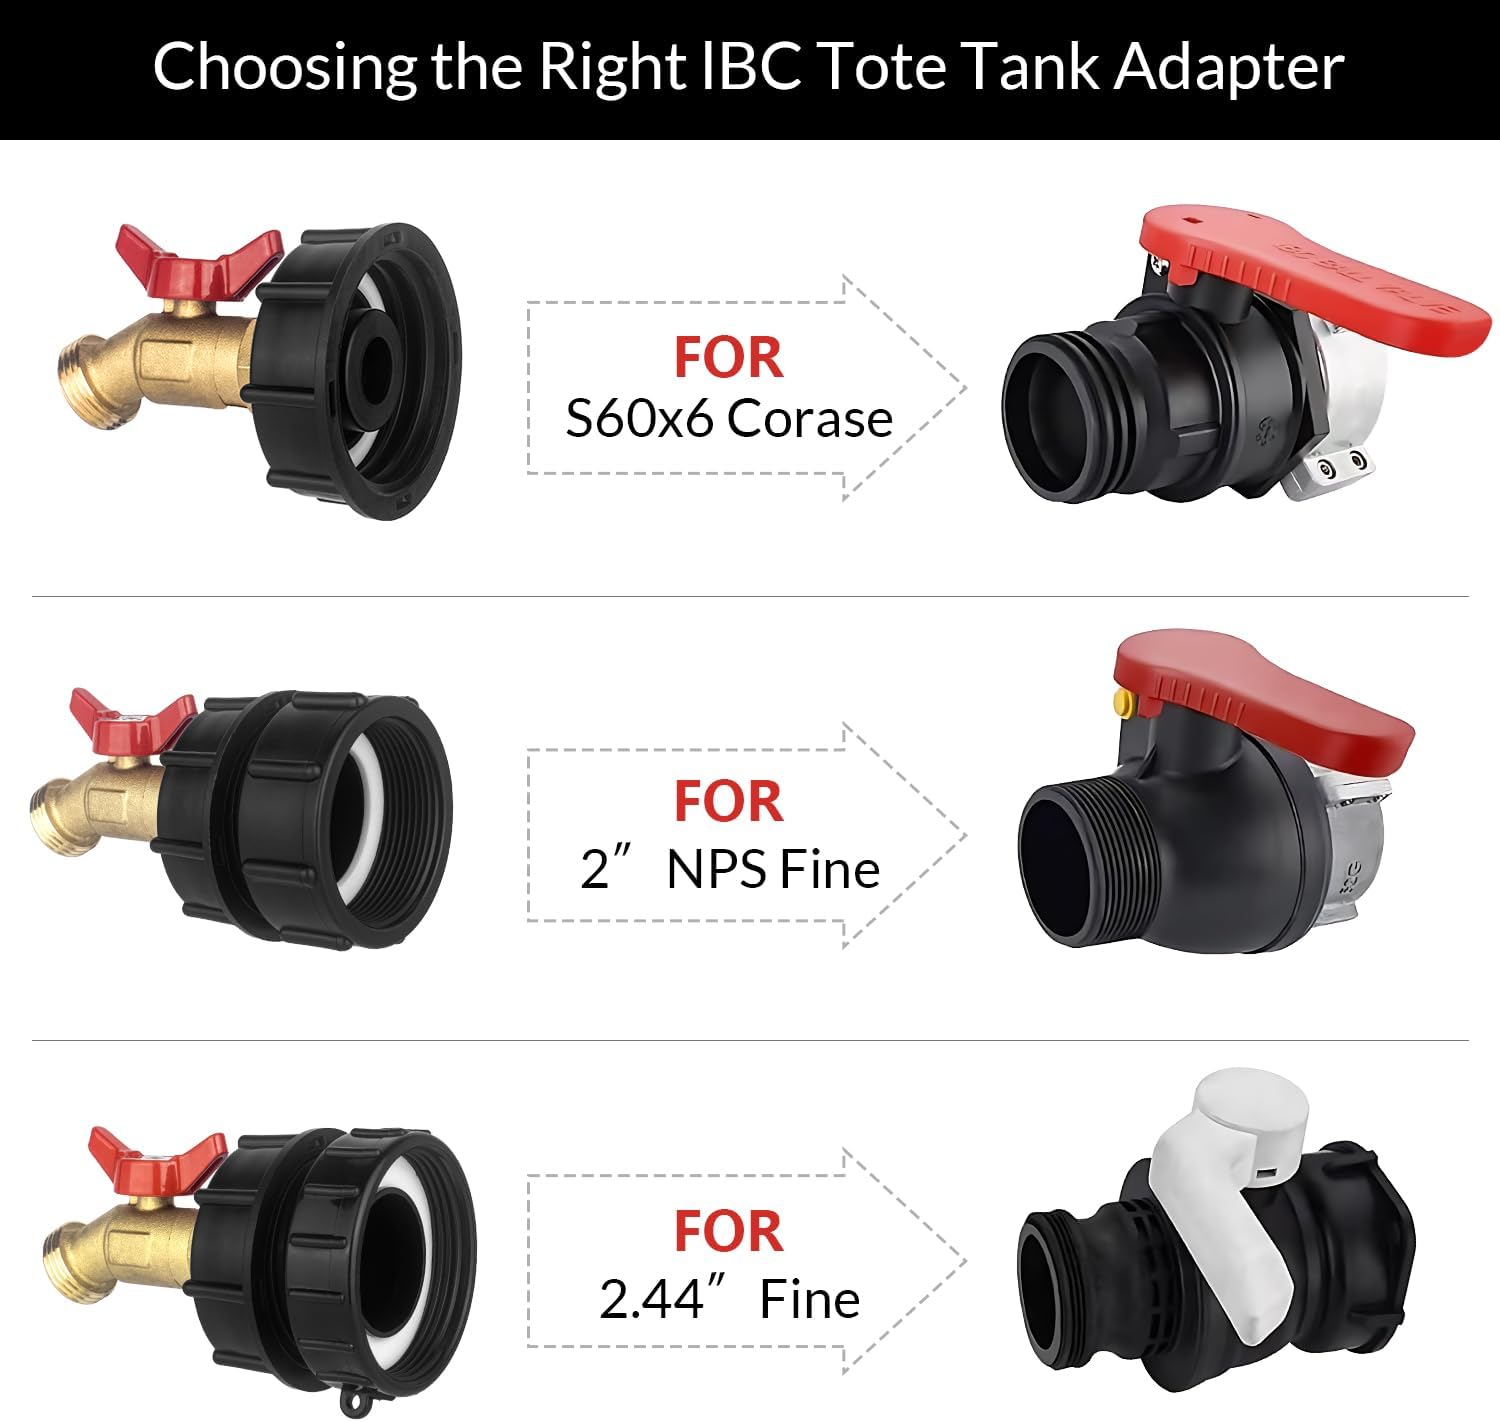 Choosing the Right IBC Tote Tank Adapter
FOR
S60x6 Corase
FOR
2″ NPS Fine
FOR
2.44″ Fine